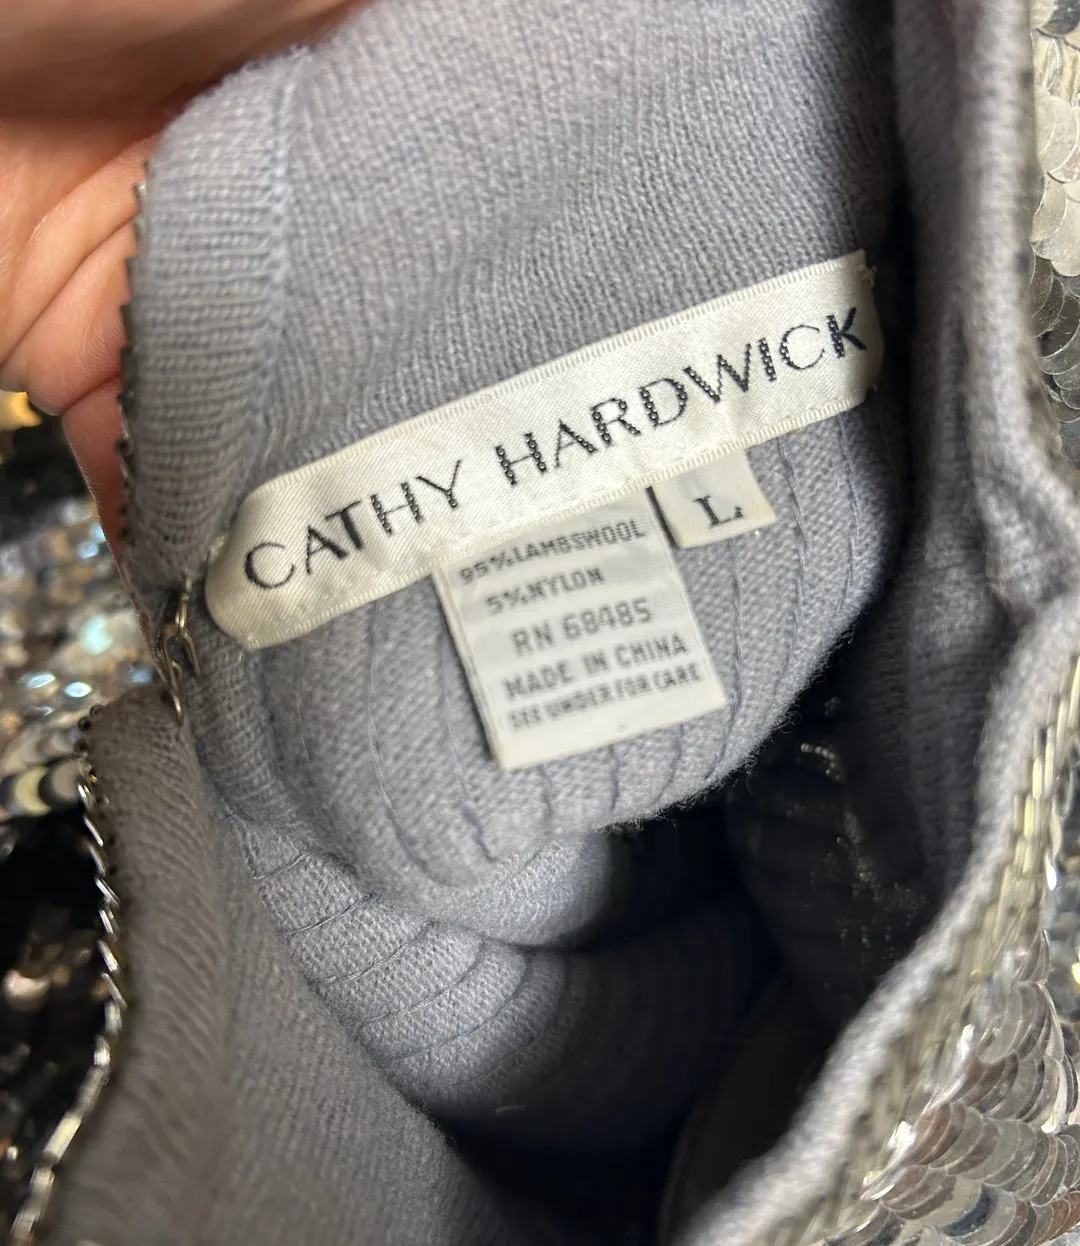 CATHY HARDWICK
L
95% LAMBSWOOL
5% NYLON
RN 68485
MADE IN CHINA
SEE UNDER FOR CARE